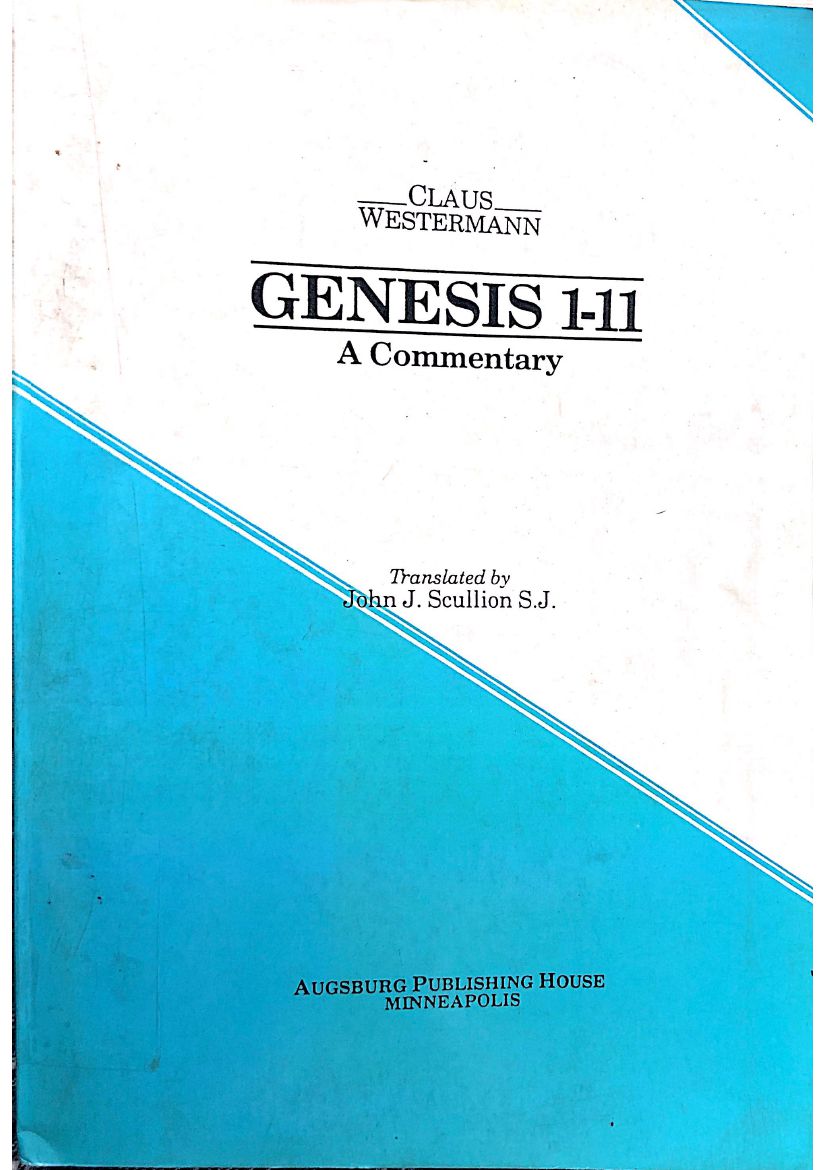 CLAUS
WESTERMANN
GENESIS 1-11
A Commentary
Translated by
John J. Scullion S.J.
AUGSBURG PUBLISHING HOUSE
MINNEAPOLIS